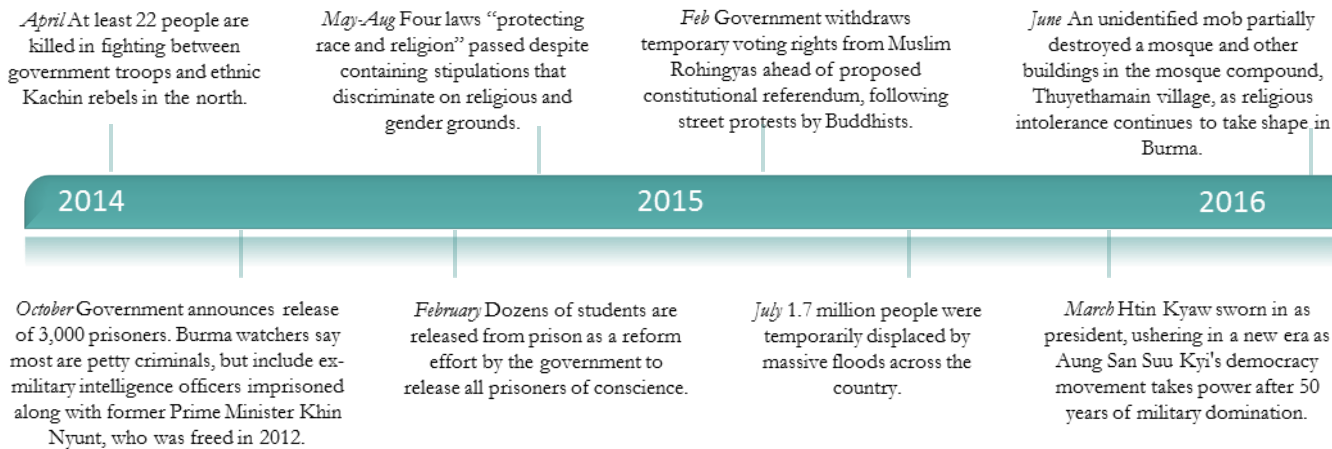 April At least 22 people are
killed in fighting between
government troops and ethnic
Kachin rebels in the north.
May-Aug Four laws “protecting
race and religion” passed despite
containing stipulations that
discriminate on religious and
gender grounds.
Feb Government withdraws
temporary voting rights from Muslim
Rohingyas ahead of proposed
constitutional referendum, following
street protests by Buddhists.
June An unidentified mob partially
destroyed a mosque and other
buildings in the mosque compound,
Thuyethamain village, as religious
intolerance continues to take shape in
Burma.
2014
2015
2016
October Government announces release
of 3,000 prisoners. Burma watchers say
most are petty criminals, but include ex-
military intelligence officers imprisoned
along with former Prime Minister Khin
Nyunt, who was freed in 2012.
February Dozens of students are
released from prison as a reform
effort by the government to
release all prisoners of conscience.
July 1.7 million people were
temporarily displaced by
massive floods across the
country.
March Htin Kyaw sworn in as
president, ushering in a new era as
Aung San Suu Kyi's democracy
movement takes power after 50
years of military domination.